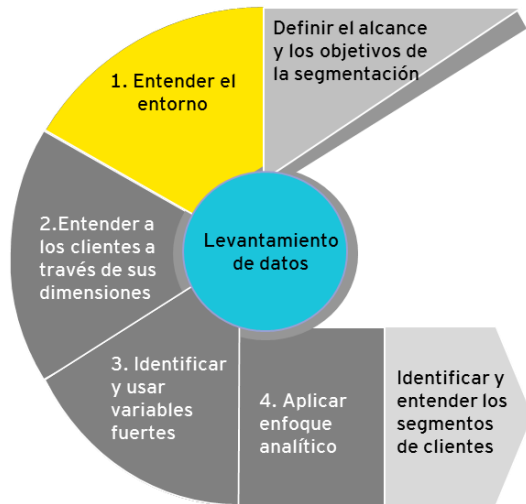 Definir el alcance
y los objetivos de
la segmentación
1. Entender el
entorno
2.Entender a
los clientes a
través de sus
dimensiones
Levantamiento
de datos
3. Identificar
y usar
variables
fuertes
4. Aplicar
enfoque
analítico
Identificar y
entender los
segmentos
de clientes